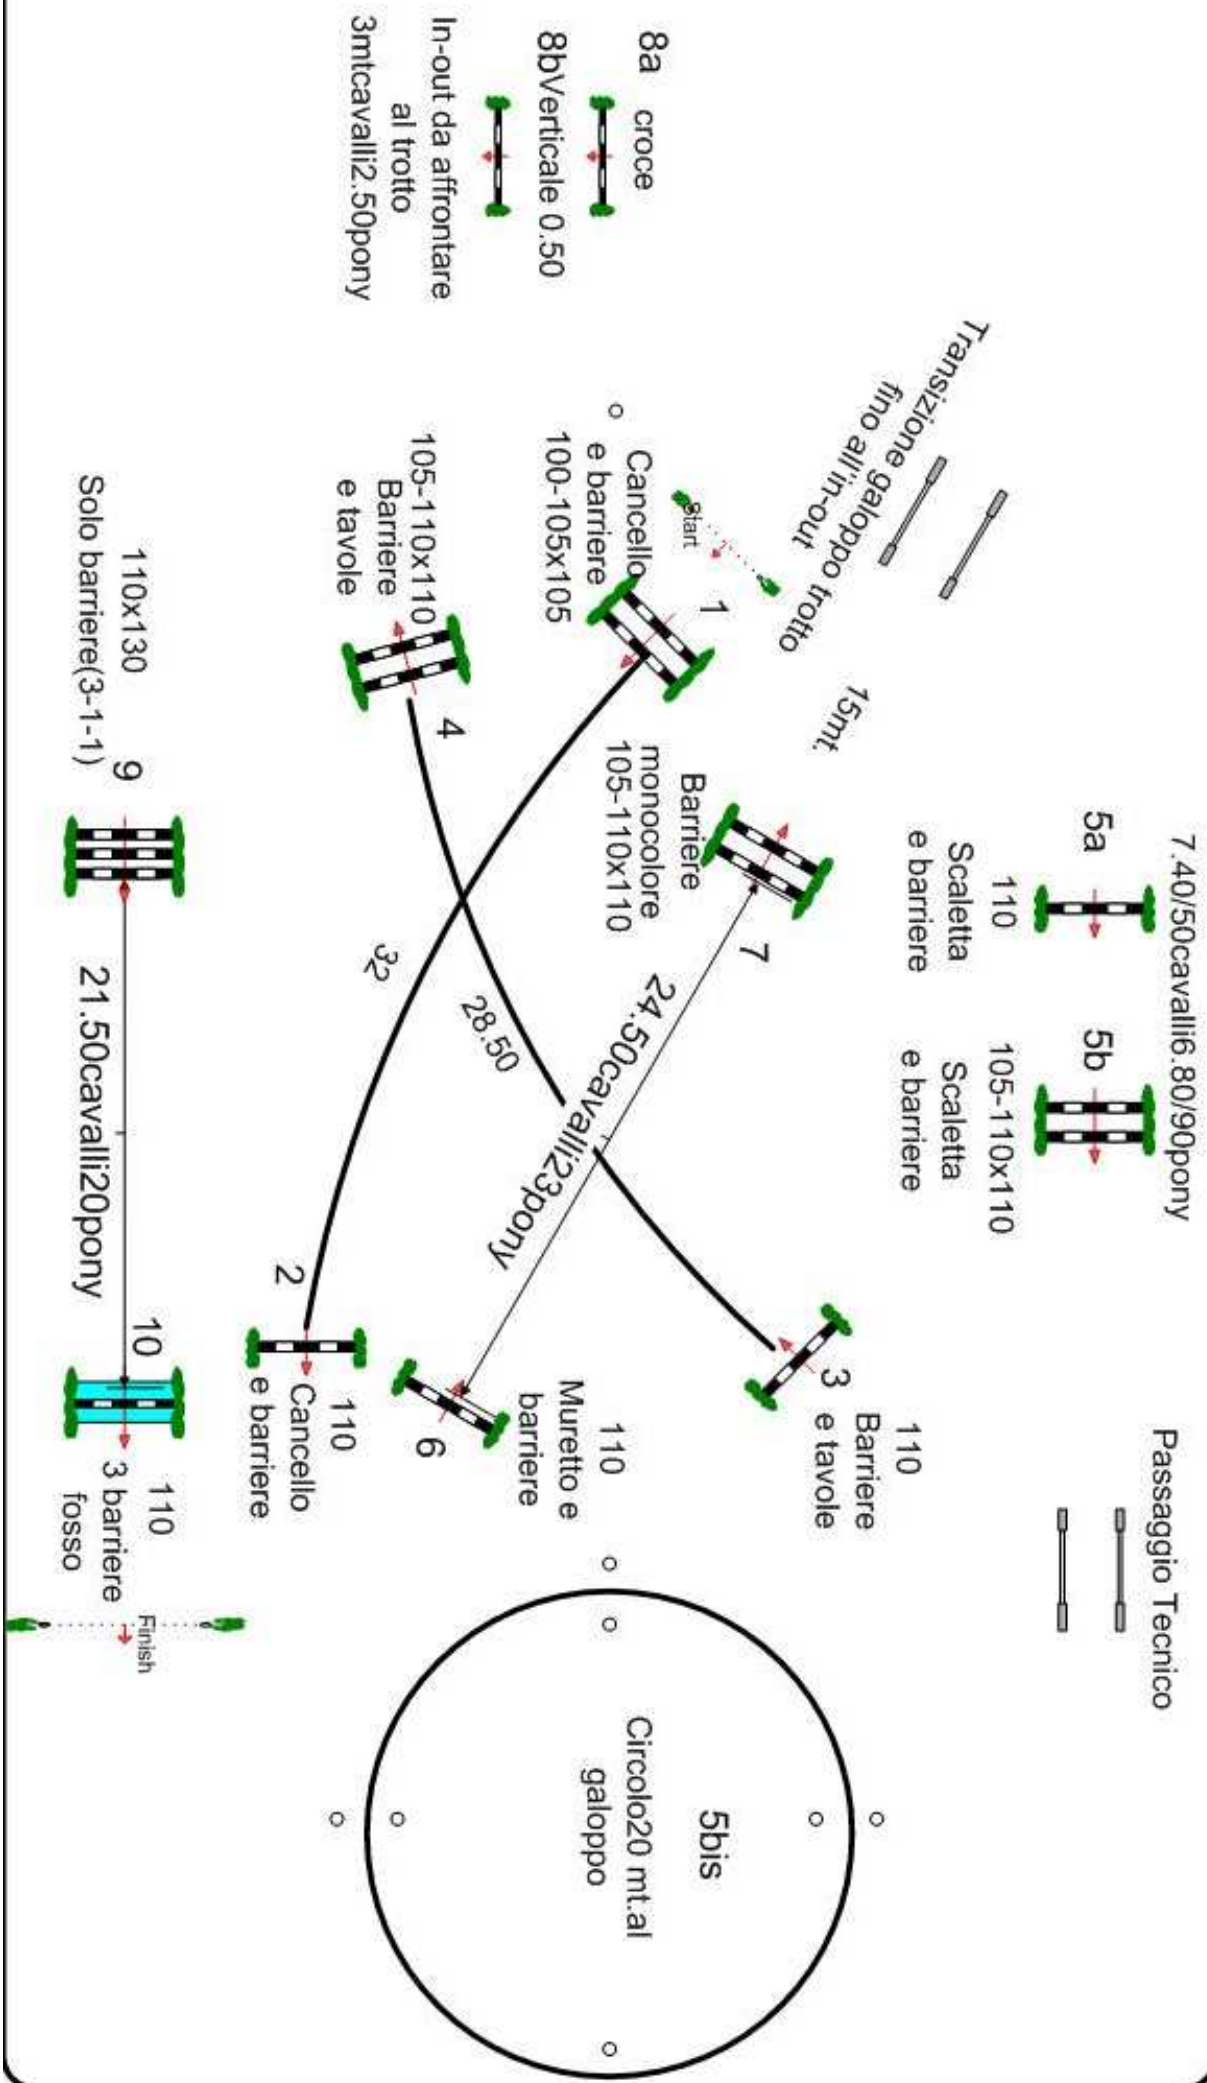 7.40/50cavalli6.80/90pony
5a
5b
110
Scaletta
e barriere
105-110x110
Scaletta
e barriere
Passaggio Tecnico
Transizione galoppo trotto
fino all'in-out
15mt.
8a croce
8bVerticale 0.50
In-out da affrontare
al trotto
3mtcavalli2.50pony
Start
1
Cancello
e barriere
100-105x105
7
Barriere
monocolore
105-110x110
24.50cavalli23pony
3
110
Barriere
e tavole
28.50
32
4
105-110x110
Barriere
e tavole
6
110
Muretto e
barriere
2
110
Cancello
e barriere
5bis
Circolo20 mt.al
galoppo
9
110x130
Solo barriere(3-1-1)
21.50cavalli20pony
10
110
3 barriere
fosso
Finish